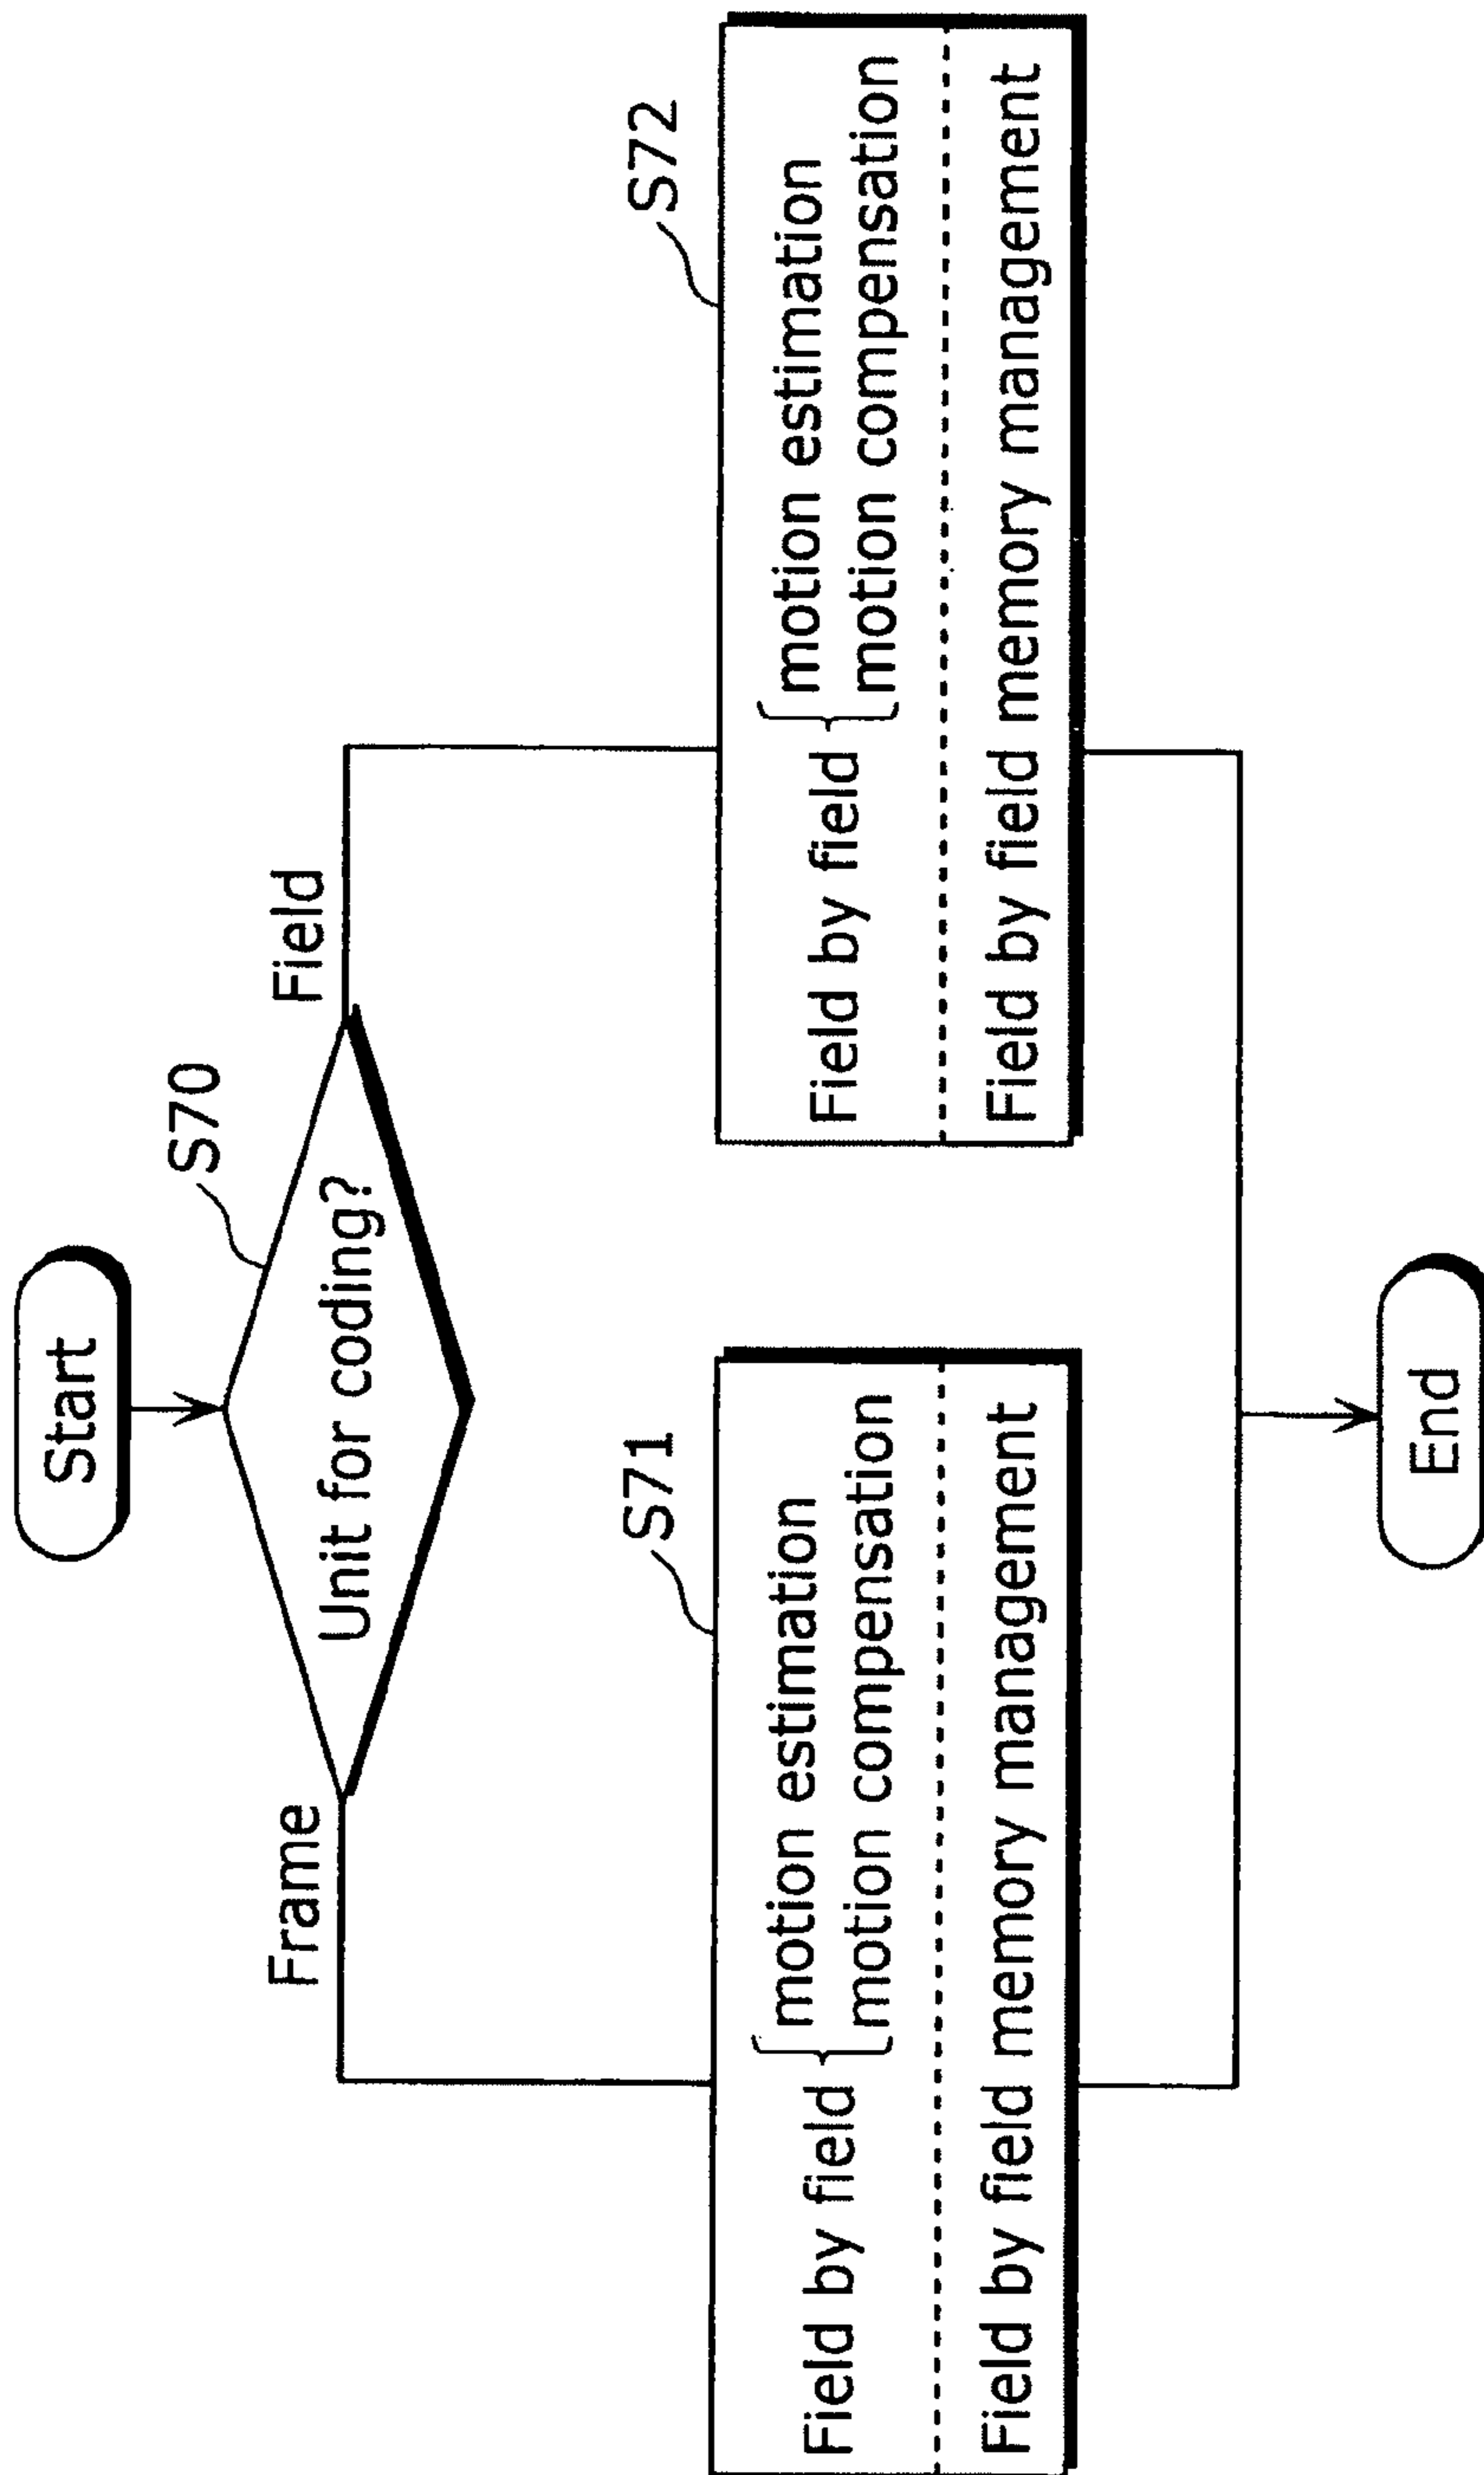 Start
S70
Unit for coding?
Frame
Field
S71
Field by field { motion estimation
motion compensation
Field by field memory management
S72
Field by field { motion estimation
motion compensation
Field by field memory management
End